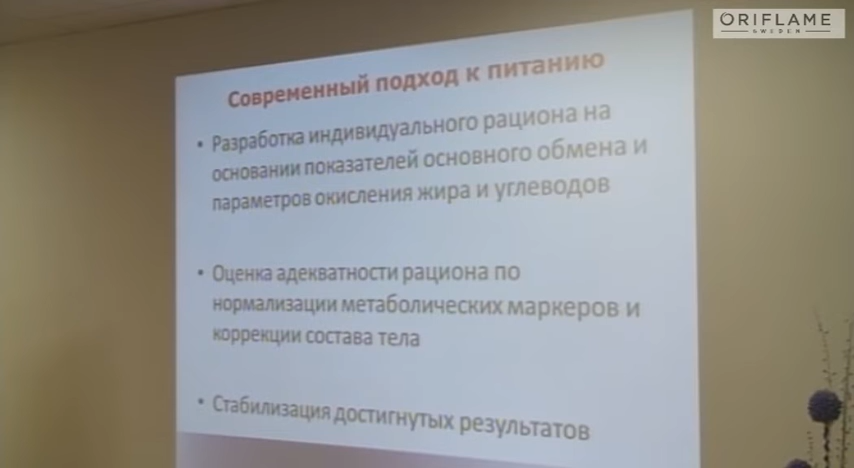 ORIFLAME
SWEDEN
Современный подход к питанию
• Разработка индивидуального рациона на
основании показателей основного обмена и
параметров окисления жира и углеводов
• Оценка адекватности рациона по
нормализации метаболических маркеров и
коррекции состава тела
• Стабилизация достигнутых результатов